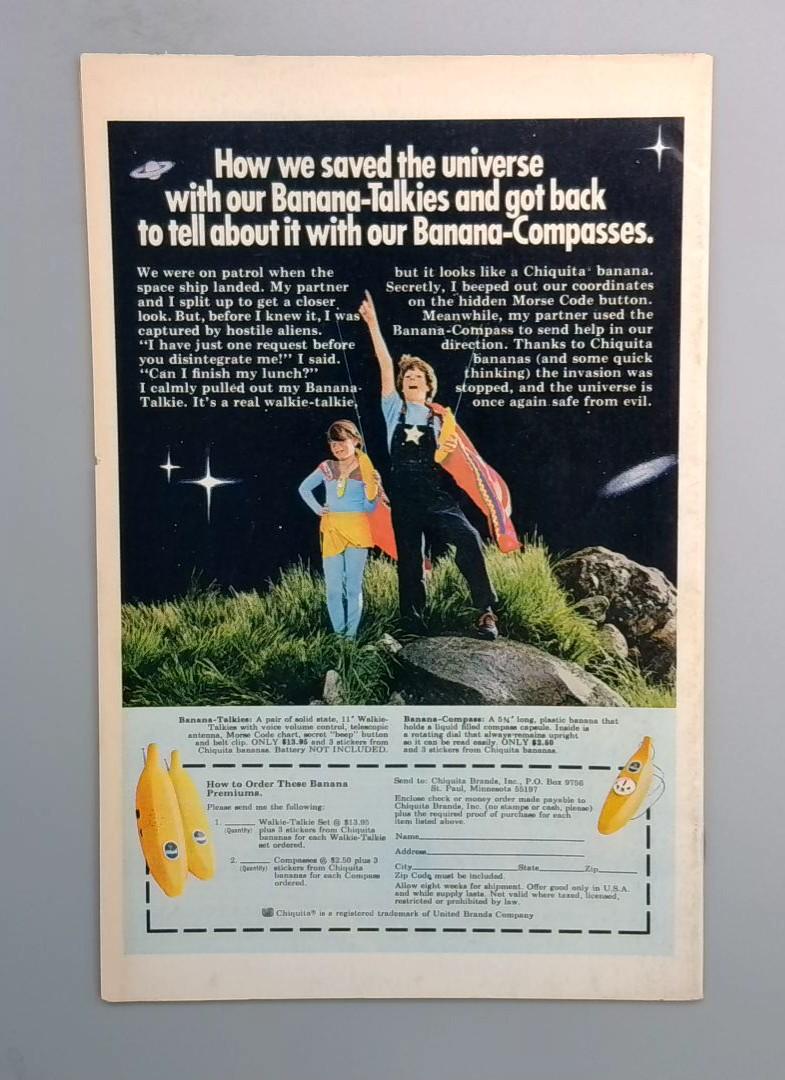 How we saved the universe
with our Banana-Talkies and got back
to tell about it with our Banana-Compasses.
We were on patrol when the
space ship landed. My partner
and I split up to get a closer
look. But, before I knew it, I was
captured by hostile aliens.
“I have just one request before
you disintegrate me!” I said.
“Can I finish my lunch?”
I calmly pulled out my Banana-
Talkie. It's a real walkie-talkie,
but it looks like a Chiquita® banana.
Secretly, I beeped out our coordinates
on the hidden Morse Code button.
Meanwhile, my partner used the
Banana-Compass to send help in our
direction. Thanks to Chiquita
bananas (and some quick
thinking) the invasion was
stopped, and the universe is
once again safe from evil.
Banana-Talkies: A pair of solid state, 11" Walkie-
Talkies with voice volume control, telescopic
antenna, Morse Code chart, secret “beep” button
and belt clip. ONLY $13.95 and 3 stickers from
Chiquita bananas. Battery NOT INCLUDED.
Banana-Compass: A 5¾" long, plastic banana that
holds a liquid filled compass capsule. Inside is
a rotating dial that always remains upright
so it can be read easily. ONLY $2.50
and 3 stickers from Chiquita bananas.
How to Order These Banana
Premiums.
Please send me the following:
1. ______ Walkie-Talkie Set @ $13.95
(Quantity) plus 3 stickers from Chiquita
bananas for each Walkie-Talkie
set ordered.
2. ______ Compasses @ $2.50 plus 3
(Quantity) stickers from Chiquita
bananas for each Compass
ordered.
Send to: Chiquita Brands, Inc., P.O. Box 9756
St. Paul, Minnesota 55197
Enclose check or money order made payable to
Chiquita Brands, Inc. (no stamps or cash, please)
plus the required proof of purchase for each
item listed above.
Name
Address
City State Zip
Zip Code must be included.
Allow eight weeks for shipment. Offer good only in U.S.A.
and while supply lasts. Not valid where taxed, licensed,
restricted or prohibited by law.
Chiquita® is a registered trademark of United Brands Company